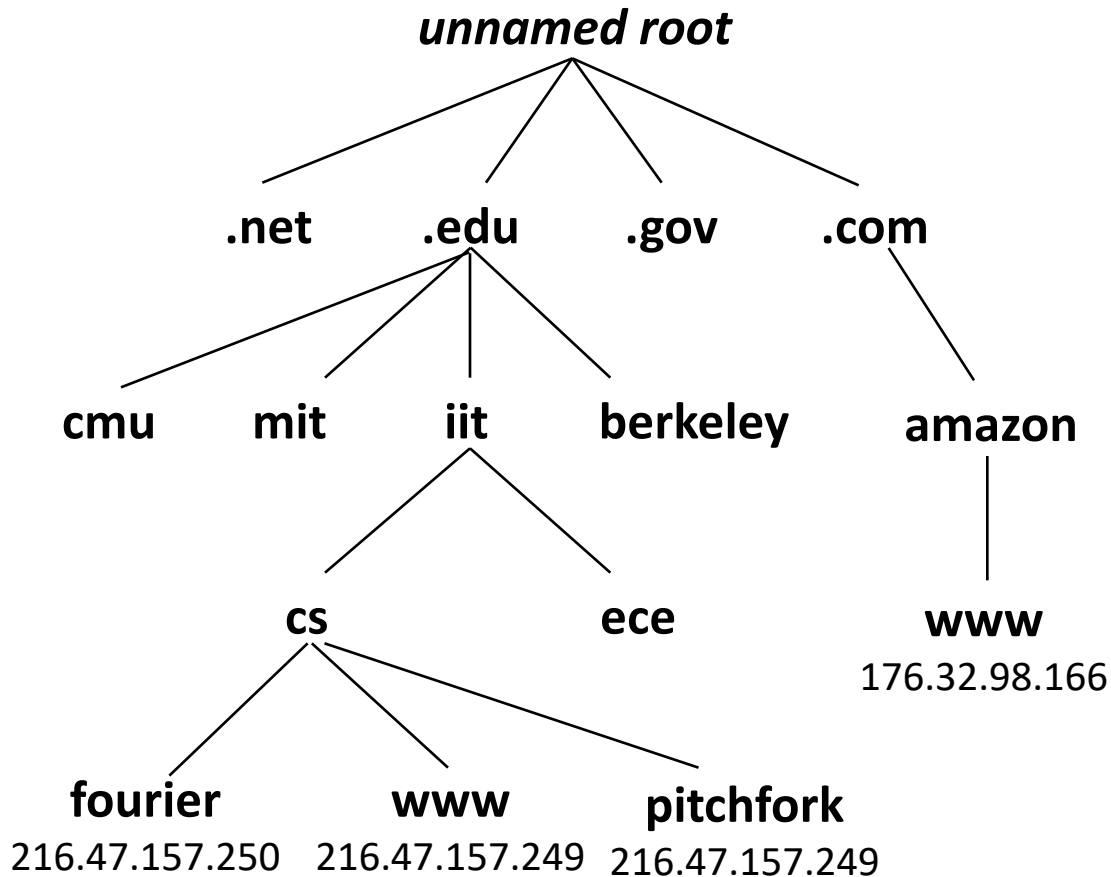 unnamed root
.net .edu .gov .com
cmu mit iit berkeley amazon
cs ece www
176.32.98.166
fourier www pitchfork
216.47.157.250 216.47.157.249 216.47.157.249